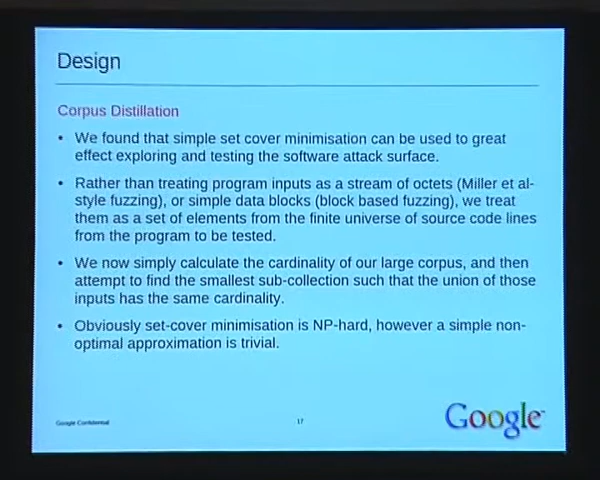 Design
Corpus Distillation
• We found that simple set cover minimisation can be used to great
effect exploring and testing the software attack surface.
• Rather than treating program inputs as a stream of octets (Miller et al-
style fuzzing), or simple data blocks (block based fuzzing), we treat
them as a set of elements from the finite universe of source code lines
from the program to be tested.
• We now simply calculate the cardinality of our large corpus, and then
attempt to find the smallest sub-collection such that the union of those
inputs has the same cardinality.
• Obviously set-cover minimisation is NP-hard, however a simple non-
optimal approximation is trivial.
Google Confidential
17
Google